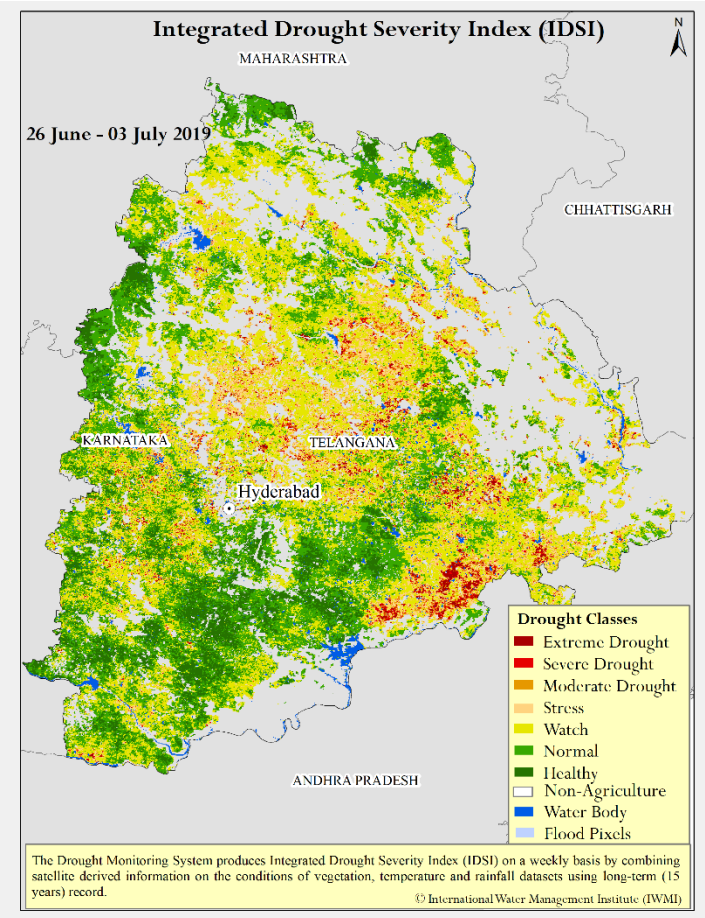 Integrated Drought Severity Index (IDSI)
N
MAHARASHTRA
26 June - 03 July 2019
CHHATTISGARH
KARNATAKA
TELANGANA
Hyderabad
Drought Classes
Extreme Drought
Severe Drought
Moderate Drought
Stress
Watch
Normal
Healthy
Non-Agriculture
Water Body
Flood Pixels
ANDHRA PRADESH
The Drought Monitoring System produces Integrated Drought Severity Index (IDSI) on a weekly basis by combining
satellite derived information on the conditions of vegetation, temperature and rainfall datasets using long-term (15
years) record.
© International Water Management Institute (IWMI)